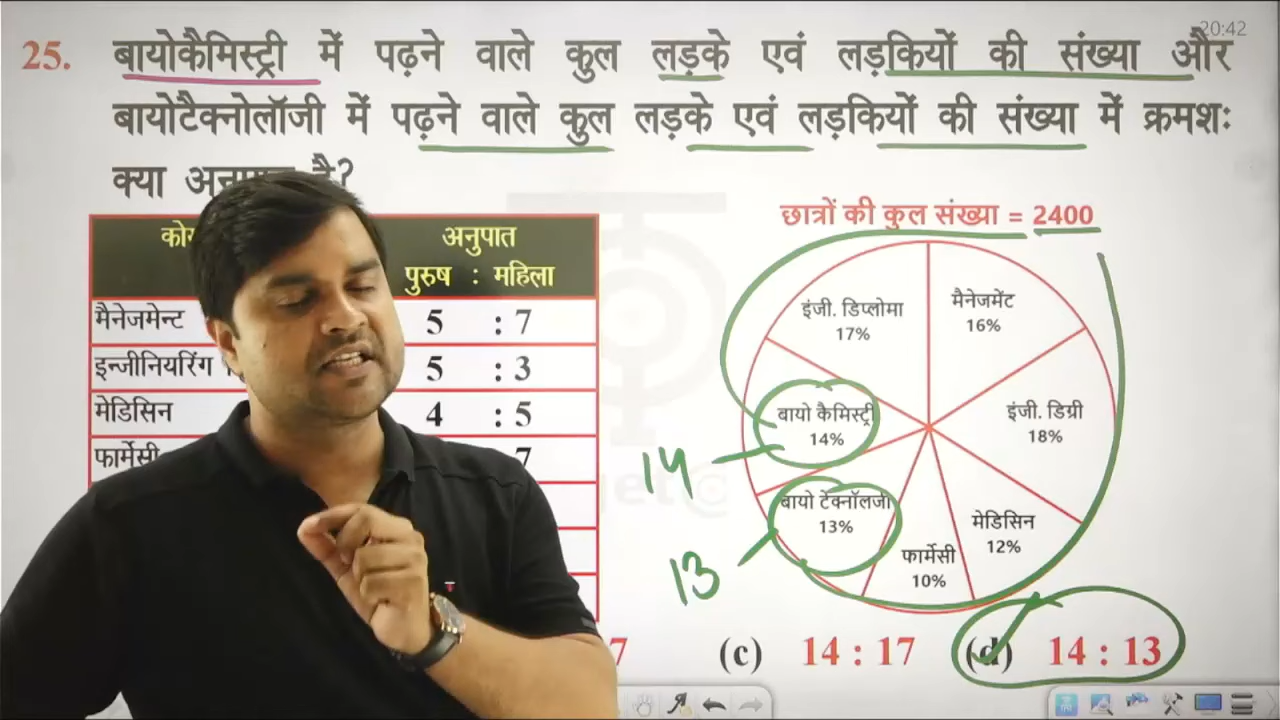 20:42
25. बायोकैमिस्ट्री में पढ़ने वाले कुल लड़के एवं लड़कियों की संख्या और
बायोटैक्नोलॉजी में पढ़ने वाले कुल लड़के एवं लड़कियों की संख्या में क्रमशः
क्या है?
छात्रों की कुल संख्या = 2400
अनुपात
पुरुष : महिला
मैनेजमेन्ट 5 : 7
इन्जीनियरिंग 5 : 3
मेडिसिन 4 : 5
फार्मेसी 7
इंजी. डिप्लोमा
17%
मैनेजमेंट
16%
बायो कैमिस्ट्री
14%
इंजी. डिग्री
18%
बायो टेक्नॉलजी
13%
फार्मेसी
10%
मेडिसिन
12%
14
13
7 (c) 14 : 17 (d) 14 : 13